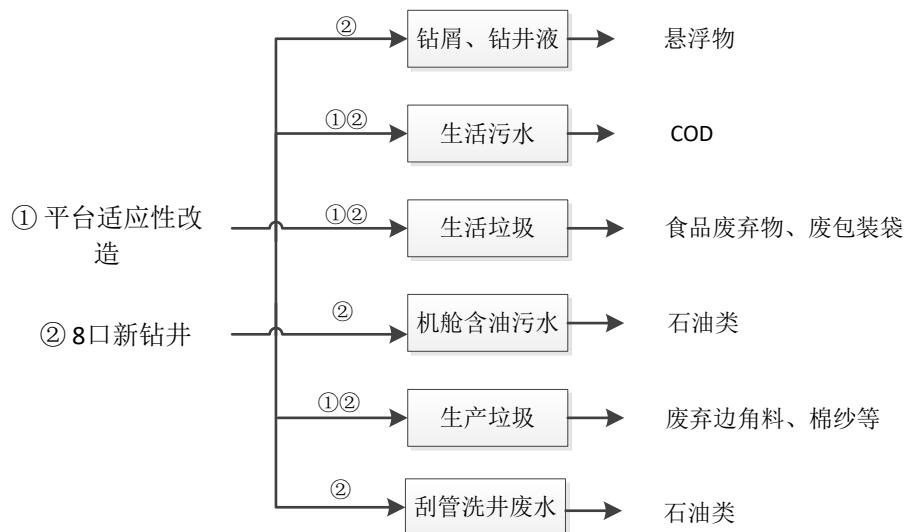 ② 钻屑、钻井液 悬浮物
①② 生活污水 COD
① 平台适应性改
造
①② 生活垃圾 食品废弃物、废包装袋
② 8口新钻井
② 机舱含油污水 石油类
①② 生产垃圾 废弃边角料、棉纱等
② 刮管洗井废水 石油类